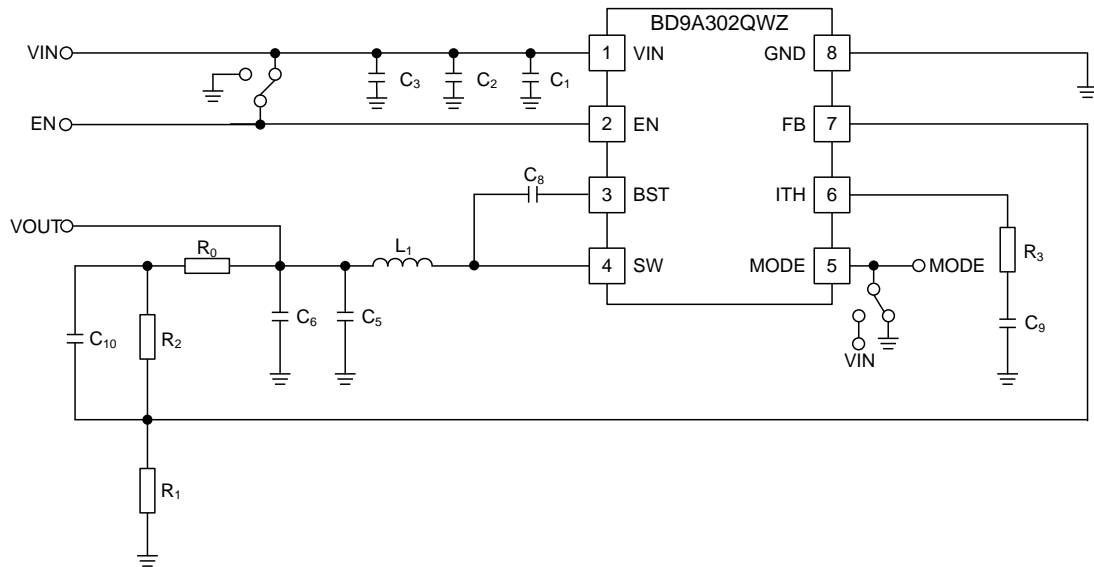 BD9A302QWZ
VIN
1
VIN
GND
8
C3
C2
C1
EN
2
EN
FB
7
C8
3
BST
ITH
6
VOUT
R0
L1
4
SW
MODE
5
MODE
R3
C10
R2
C6
C5
VIN
C9
R1